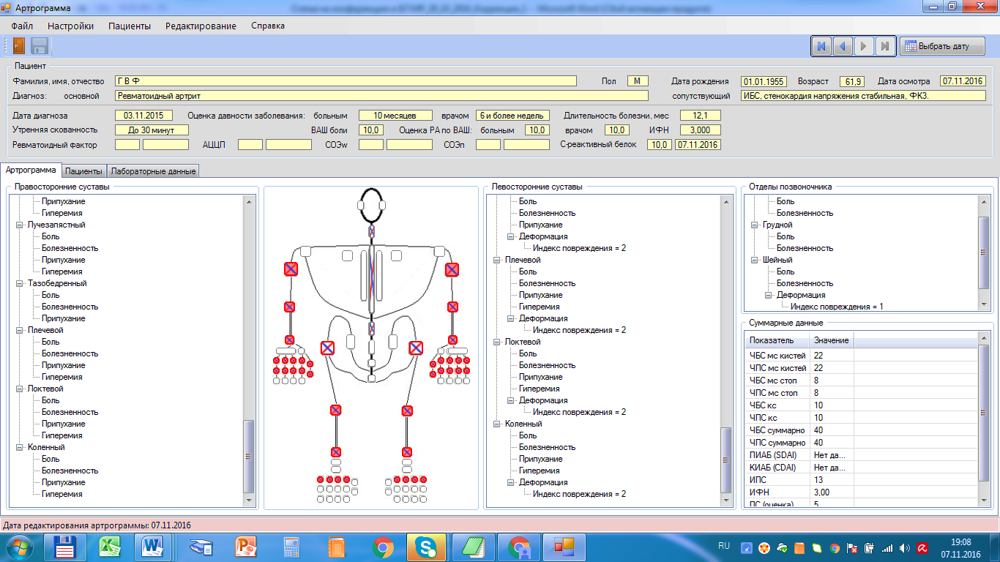 Артрограмма
Файл Настройки Пациенты Редактирование Справка
Выбрать дату
Пациент
Фамилия, имя, отчество Г В Ф Пол М Дата рождения 01.01.1955 Возраст 61,9 Дата осмотра 07.11.2016
Диагноз: основной Ревматоидный артрит сопутствующий ИБС, стенокардия напряжения стабильная, ФК3.
Дата диагноза 03.11.2015 Оценка давности заболевания: больным 10 месяцев врачом 6 и более недель Длительность болезни, мес 12,1
Утренняя скованность До 30 минут ВАШ боли 10,0 Оценка РА по ВАШ: больным 10,0 врачом 10,0 ИФН 3,000
Ревматоидный фактор АЦЦП СОЭw СОЭп С-реактивный белок 10,0 07.11.2016
Артрограмма Пациенты Лабораторные данные
Правосторонние суставы
Припухание
Гиперемия
Лучезапястный
Боль
Болезненность
Припухание
Гиперемия
Тазобедренный
Боль
Болезненность
Припухание
Плечевой
Боль
Болезненность
Припухание
Гиперемия
Локтевой
Боль
Болезненность
Припухание
Гиперемия
Коленный
Боль
Болезненность
Припухание
Гиперемия
Левосторонние суставы
Боль
Болезненность
Припухание
Деформация
Индекс повреждения = 2
Плечевой
Боль
Болезненность
Припухание
Гиперемия
Деформация
Индекс повреждения = 2
Локтевой
Боль
Болезненность
Припухание
Гиперемия
Деформация
Индекс повреждения = 2
Коленный
Боль
Болезненность
Припухание
Гиперемия
Деформация
Индекс повреждения = 2
Отделы позвоночника
Боль
Болезненность
Грудной
Боль
Болезненность
Шейный
Боль
Болезненность
Деформация
Индекс повреждения = 1
Суммарные данные
Показатель Значение
ЧБС мс кистей 22
ЧПС мс кистей 22
ЧБС мс стоп 8
ЧПС мс стоп 8
ЧБС кс 10
ЧПС кс 10
ЧБС суммарно 40
ЧПС суммарно 40
ПИАБ (SDAI) Нет да...
КИАБ (CDAI) Нет да...
ИПС 13
ИФН 3,00
ПС (оценка) 5
Дата редактирования артрограммы: 07.11.2016
RU
19:08
07.11.2016